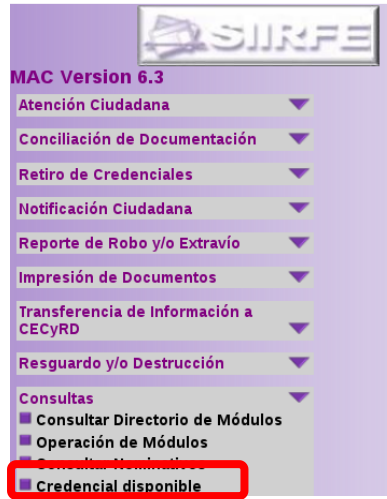 SIIRFE
MAC Version 6.3
Atención Ciudadana
Conciliación de Documentación
Retiro de Credenciales
Notificación Ciudadana
Reporte de Robo y/o Extravío
Impresión de Documentos
Transferencia de Información a
CECyRD
Resguardo y/o Destrucción
Consultas
Consultar Directorio de Módulos
Operación de Módulos
Consultar Nominativos
Credencial disponible